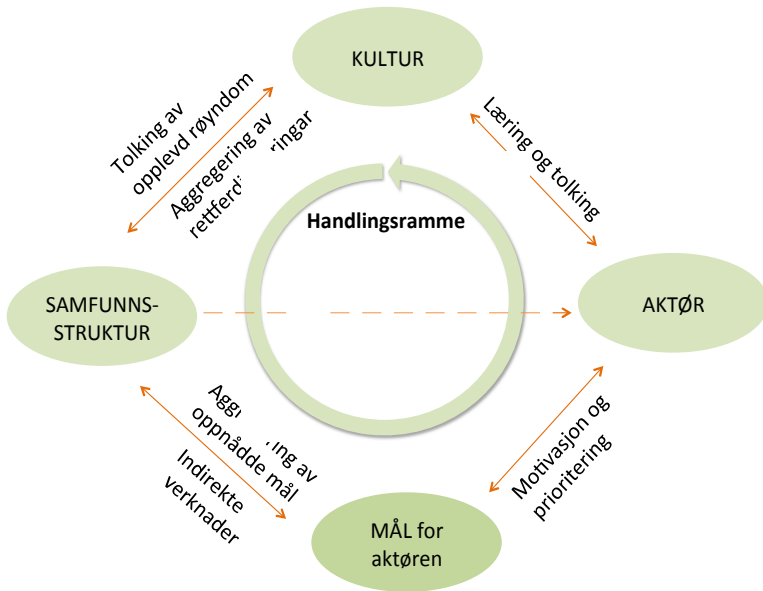 KULTUR
Tolking av
opplevd røyndom
Aggregering av
Læring og tolking
Handlingsramme
SAMFUNNS-
STRUKTUR
AKTØR
av
oppnådde mål
Indirekte
verknader
Motivasjon og
prioritering
MÅL for
aktøren